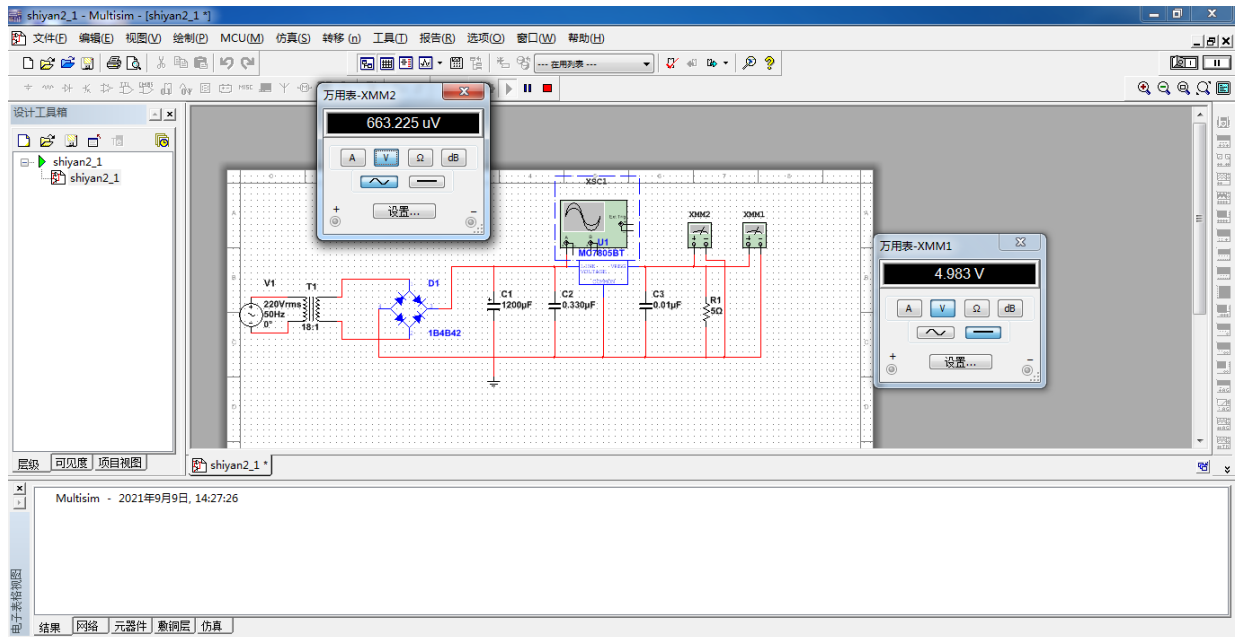 shiyan2_1 - Multisim - [shiyan2_1 *]
文件(F) 编辑(E) 视图(V) 绘制(P) MCU(M) 仿真(S) 转移 (n) 工具(T) 报告(R) 选项(O) 窗口(W) 帮助(H)
--- 在用列表 ---
设计工具箱
shiyan2_1
shiyan2_1
万用表-XMM2
663.225 uV
A V Ω dB
+ 设置... -
XSC1
Ext Trig
A B
XMM2 XMM1
U1
MC7805BT
LINE VREG
VOLTAGE
COMMON
V1
220Vrms
50Hz
0°
T1
18:1
D1
1B4B42
C1
1200µF
C2
0.330µF
C3
0.01µF
R1
5Ω
万用表-XMM1
4.983 V
A V Ω dB
+ 设置... -
层级 可见度 项目视图
shiyan2_1 *
Multisim - 2021年9月9日, 14:27:26
电子表格视图
结果 网络 元器件 敷铜层 仿真